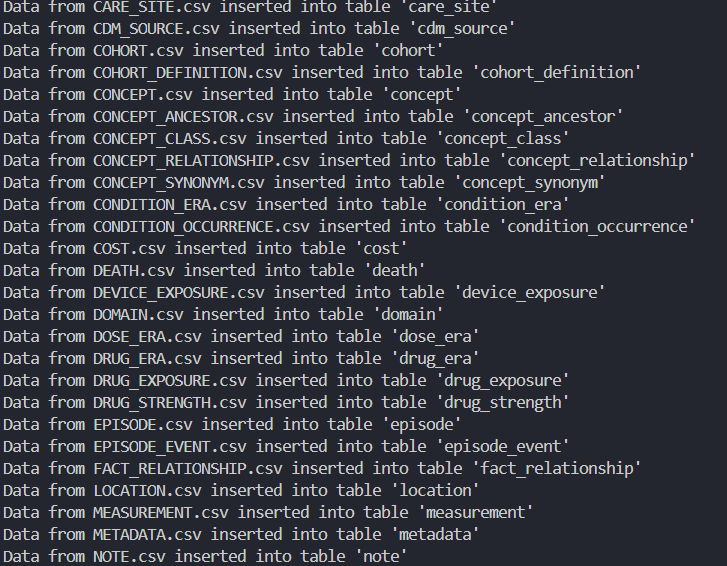 Data from CARE_SITE.csv inserted into table 'care_site'
Data from CDM_SOURCE.csv inserted into table 'cdm_source'
Data from COHORT.csv inserted into table 'cohort'
Data from COHORT_DEFINITION.csv inserted into table 'cohort_definition'
Data from CONCEPT.csv inserted into table 'concept'
Data from CONCEPT_ANCESTOR.csv inserted into table 'concept_ancestor'
Data from CONCEPT_CLASS.csv inserted into table 'concept_class'
Data from CONCEPT_RELATIONSHIP.csv inserted into table 'concept_relationship'
Data from CONCEPT_SYNONYM.csv inserted into table 'concept_synonym'
Data from CONDITION_ERA.csv inserted into table 'condition_era'
Data from CONDITION_OCCURRENCE.csv inserted into table 'condition_occurrence'
Data from COST.csv inserted into table 'cost'
Data from DEATH.csv inserted into table 'death'
Data from DEVICE_EXPOSURE.csv inserted into table 'device_exposure'
Data from DOMAIN.csv inserted into table 'domain'
Data from DOSE_ERA.csv inserted into table 'dose_era'
Data from DRUG_ERA.csv inserted into table 'drug_era'
Data from DRUG_EXPOSURE.csv inserted into table 'drug_exposure'
Data from DRUG_STRENGTH.csv inserted into table 'drug_strength'
Data from EPISODE.csv inserted into table 'episode'
Data from EPISODE_EVENT.csv inserted into table 'episode_event'
Data from FACT_RELATIONSHIP.csv inserted into table 'fact_relationship'
Data from LOCATION.csv inserted into table 'location'
Data from MEASUREMENT.csv inserted into table 'measurement'
Data from METADATA.csv inserted into table 'metadata'
Data from NOTE.csv inserted into table 'note'